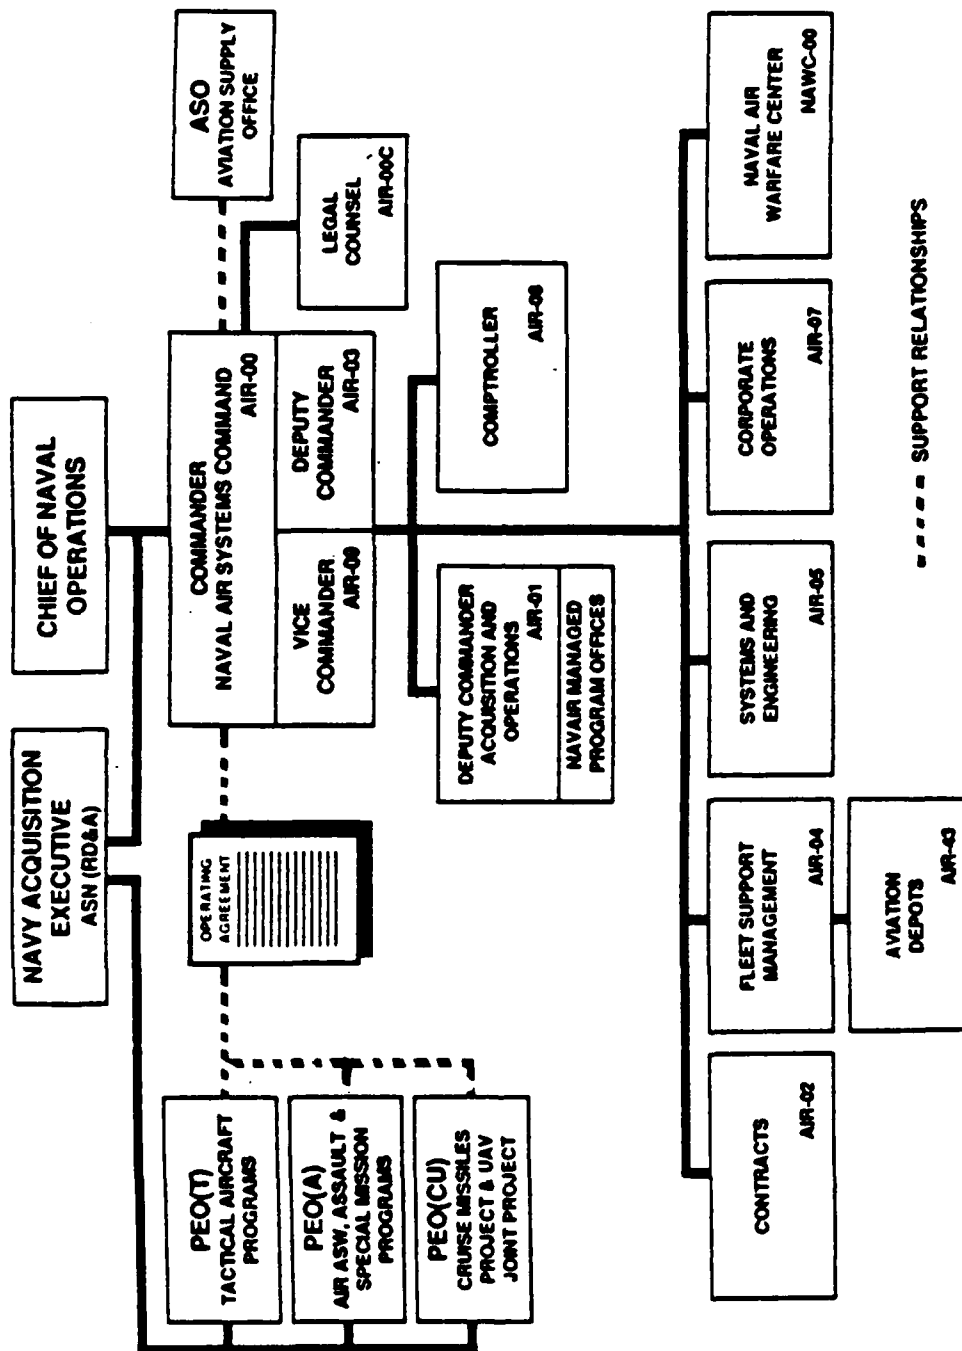 NAVY ACQUISITION
EXECUTIVE
ASN (RD&A)
CHIEF OF NAVAL
OPERATIONS
PEO(T)
TACTICAL AIRCRAFT
PROGRAMS
PEO(A)
AIR ASW, ASSAULT &
SPECIAL MISSION
PROGRAMS
PEO(CU)
CRUISE MISSILES
PROJECT & UAV
JOINT PROJECT
OPERATING
AGREEMENT
COMMANDER
NAVAL AIR SYSTEMS COMMAND
AIR-00
VICE
COMMANDER
AIR-09
DEPUTY
COMMANDER
AIR-03
ASO
AVIATION SUPPLY
OFFICE
LEGAL
COUNSEL
AIR-00C
DEPUTY COMMANDER
ACQUISITION AND
OPERATIONS
AIR-01
NAVAIR MANAGED
PROGRAM OFFICES
COMPTROLLER
AIR-08
CONTRACTS
AIR-02
FLEET SUPPORT
MANAGEMENT
AIR-04
AVIATION
DEPOTS
AIR-43
SYSTEMS AND
ENGINEERING
AIR-05
CORPORATE
OPERATIONS
AIR-07
NAVAL AIR
WARFARE CENTER
NAWC-00
SUPPORT RELATIONSHIPS